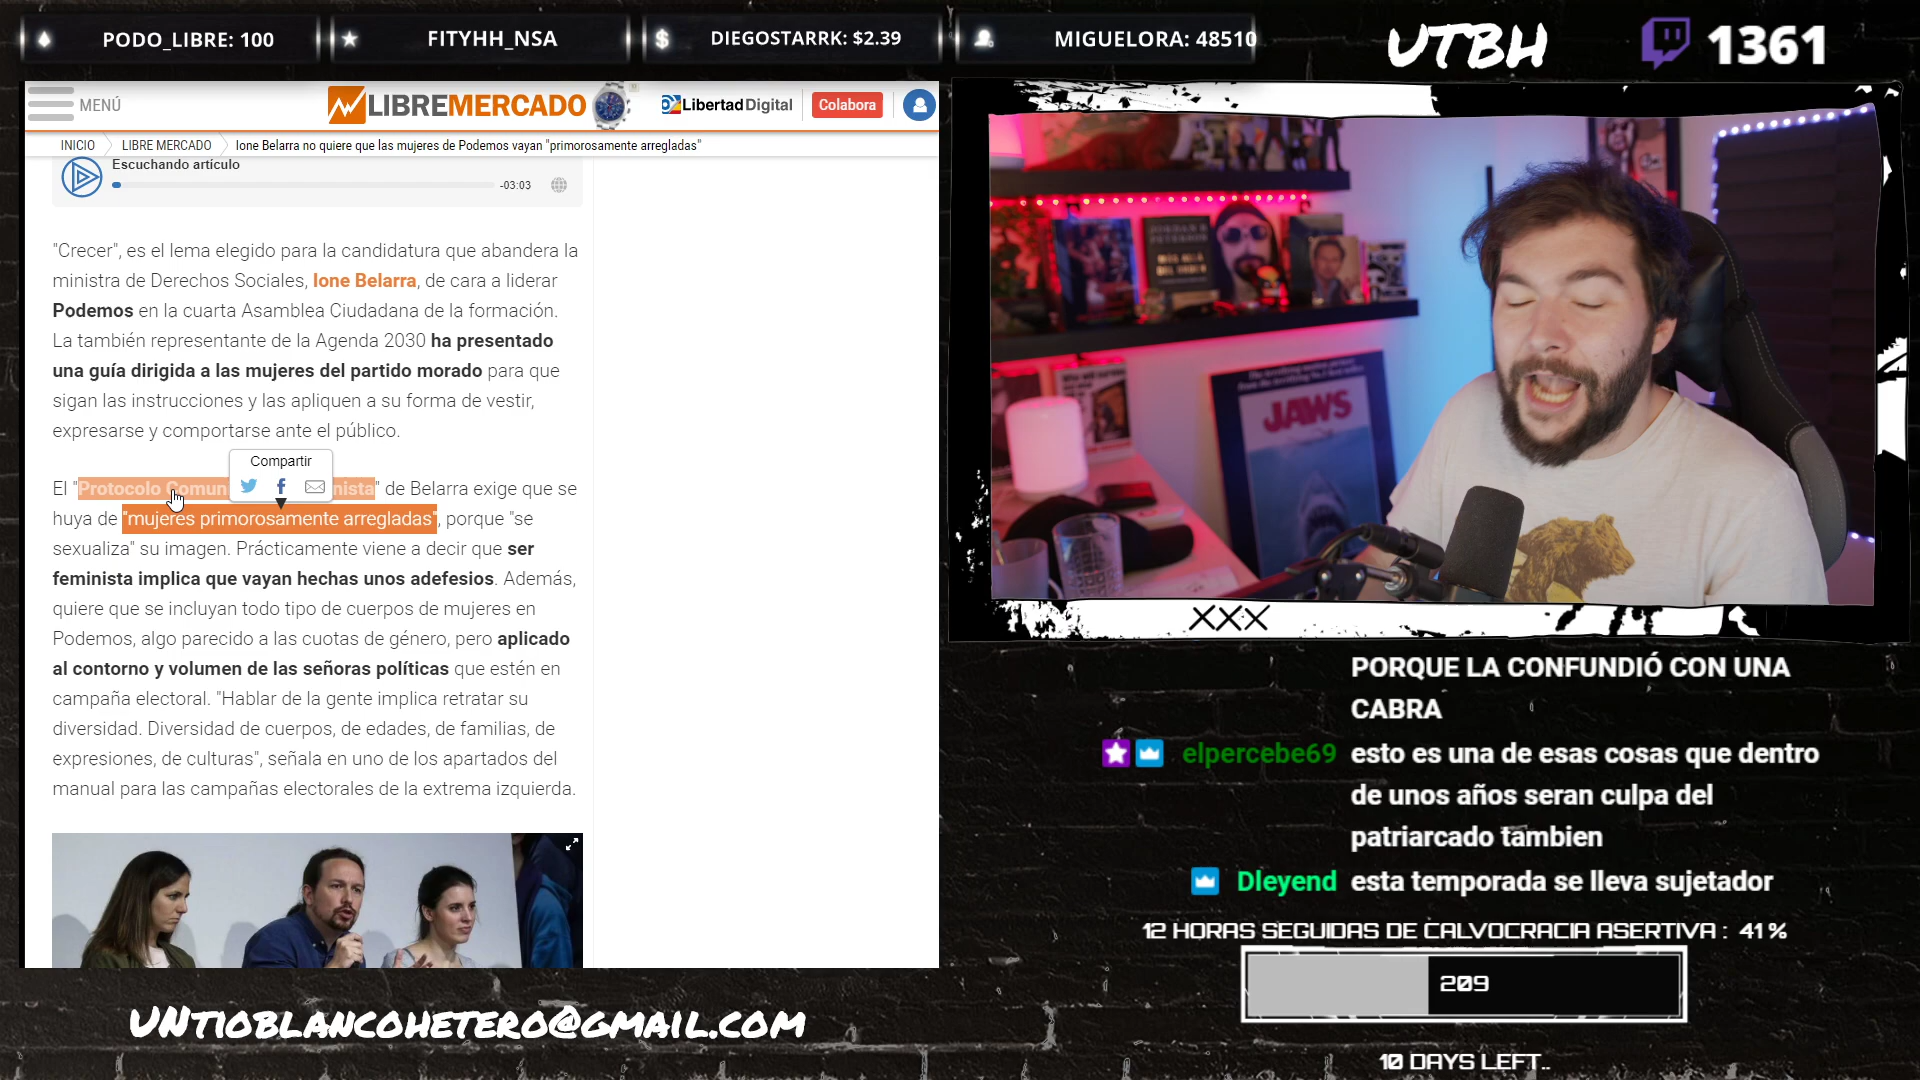 PODO_LIBRE: 100
FITYHH_NSA
DIEGOSTARRK: $2.39
MIGUELORA: 48510
UTBH
1361
MENÚ
LIBREMERCADO
LibertadDigital
Colabora
INICIO
LIBRE MERCADO
Ione Belarra no quiere que las mujeres de Podemos vayan "primorosamente arregladas"
Escuchando artículo
-03:03
"Crecer", es el lema elegido para la candidatura que abandera la
ministra de Derechos Sociales, Ione Belarra, de cara a liderar
Podemos en la cuarta Asamblea Ciudadana de la formación.
La también representante de la Agenda 2030 ha presentado
una guía dirigida a las mujeres del partido morado para que
sigan las instrucciones y las apliquen a su forma de vestir,
expresarse y comportarse ante el público.
Compartir
El "Protocolo Comun nista" de Belarra exige que se
huya de "mujeres primorosamente arregladas", porque "se
sexualiza" su imagen. Prácticamente viene a decir que ser
feminista implica que vayan hechas unos adefesios. Además,
quiere que se incluyan todo tipo de cuerpos de mujeres en
Podemos, algo parecido a las cuotas de género, pero aplicado
al contorno y volumen de las señoras políticas que estén en
campaña electoral. "Hablar de la gente implica retratar su
diversidad. Diversidad de cuerpos, de edades, de familias, de
expresiones, de culturas", señala en uno de los apartados del
manual para las campañas electorales de la extrema izquierda.
JORDAN B.
PETERSON
MÁS ALLÁ
DEL ORDEN
JAWS
XXX
PORQUE LA CONFUNDIÓ CON UNA
CABRA
elpercebe69 esto es una de esas cosas que dentro
de unos años seran culpa del
patriarcado tambien
Dleyend esta temporada se lleva sujetador
12 HORAS SEGUIDAS DE CALVOCRACIA ASERTIVA : 41%
209
10 DAYS LEFT..
UNTIOBLANCOHETERO@GMAIL.COM